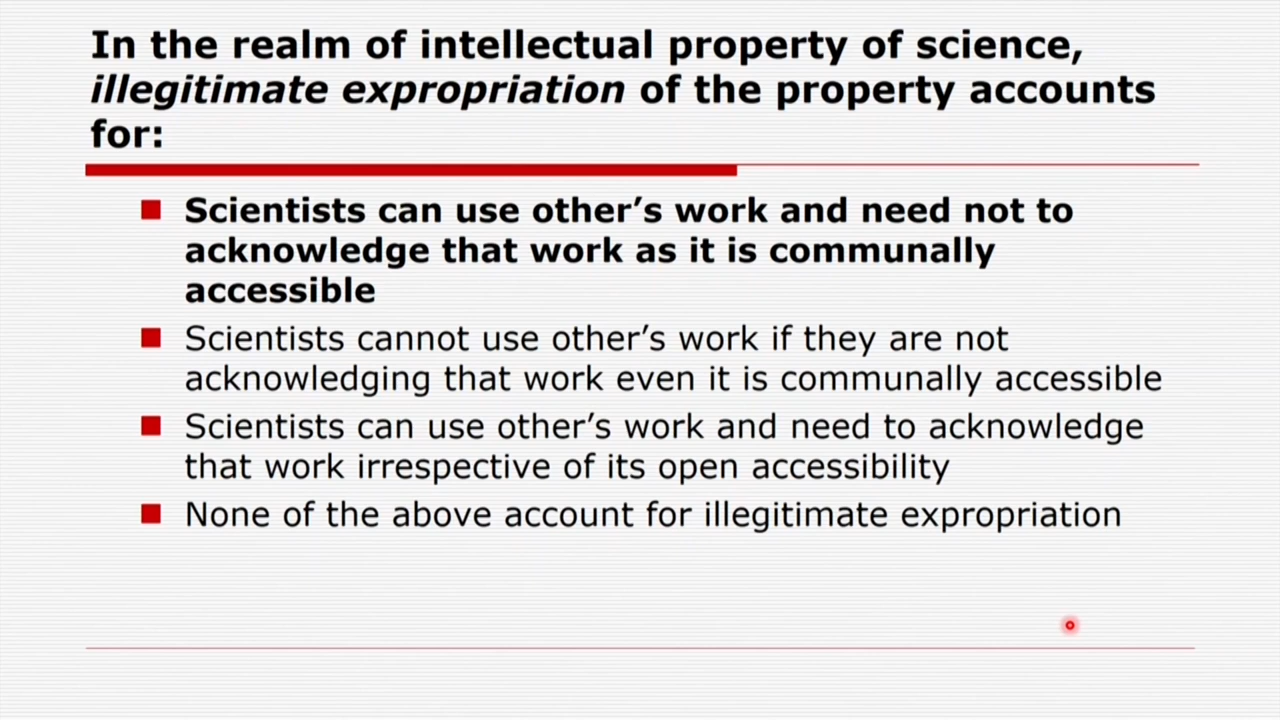 In the realm of intellectual property of science,
illegitimate expropriation of the property accounts
for:
Scientists can use other’s work and need not to
acknowledge that work as it is communally
accessible
Scientists cannot use other’s work if they are not
acknowledging that work even it is communally accessible
Scientists can use other’s work and need to acknowledge
that work irrespective of its open accessibility
None of the above account for illegitimate expropriation